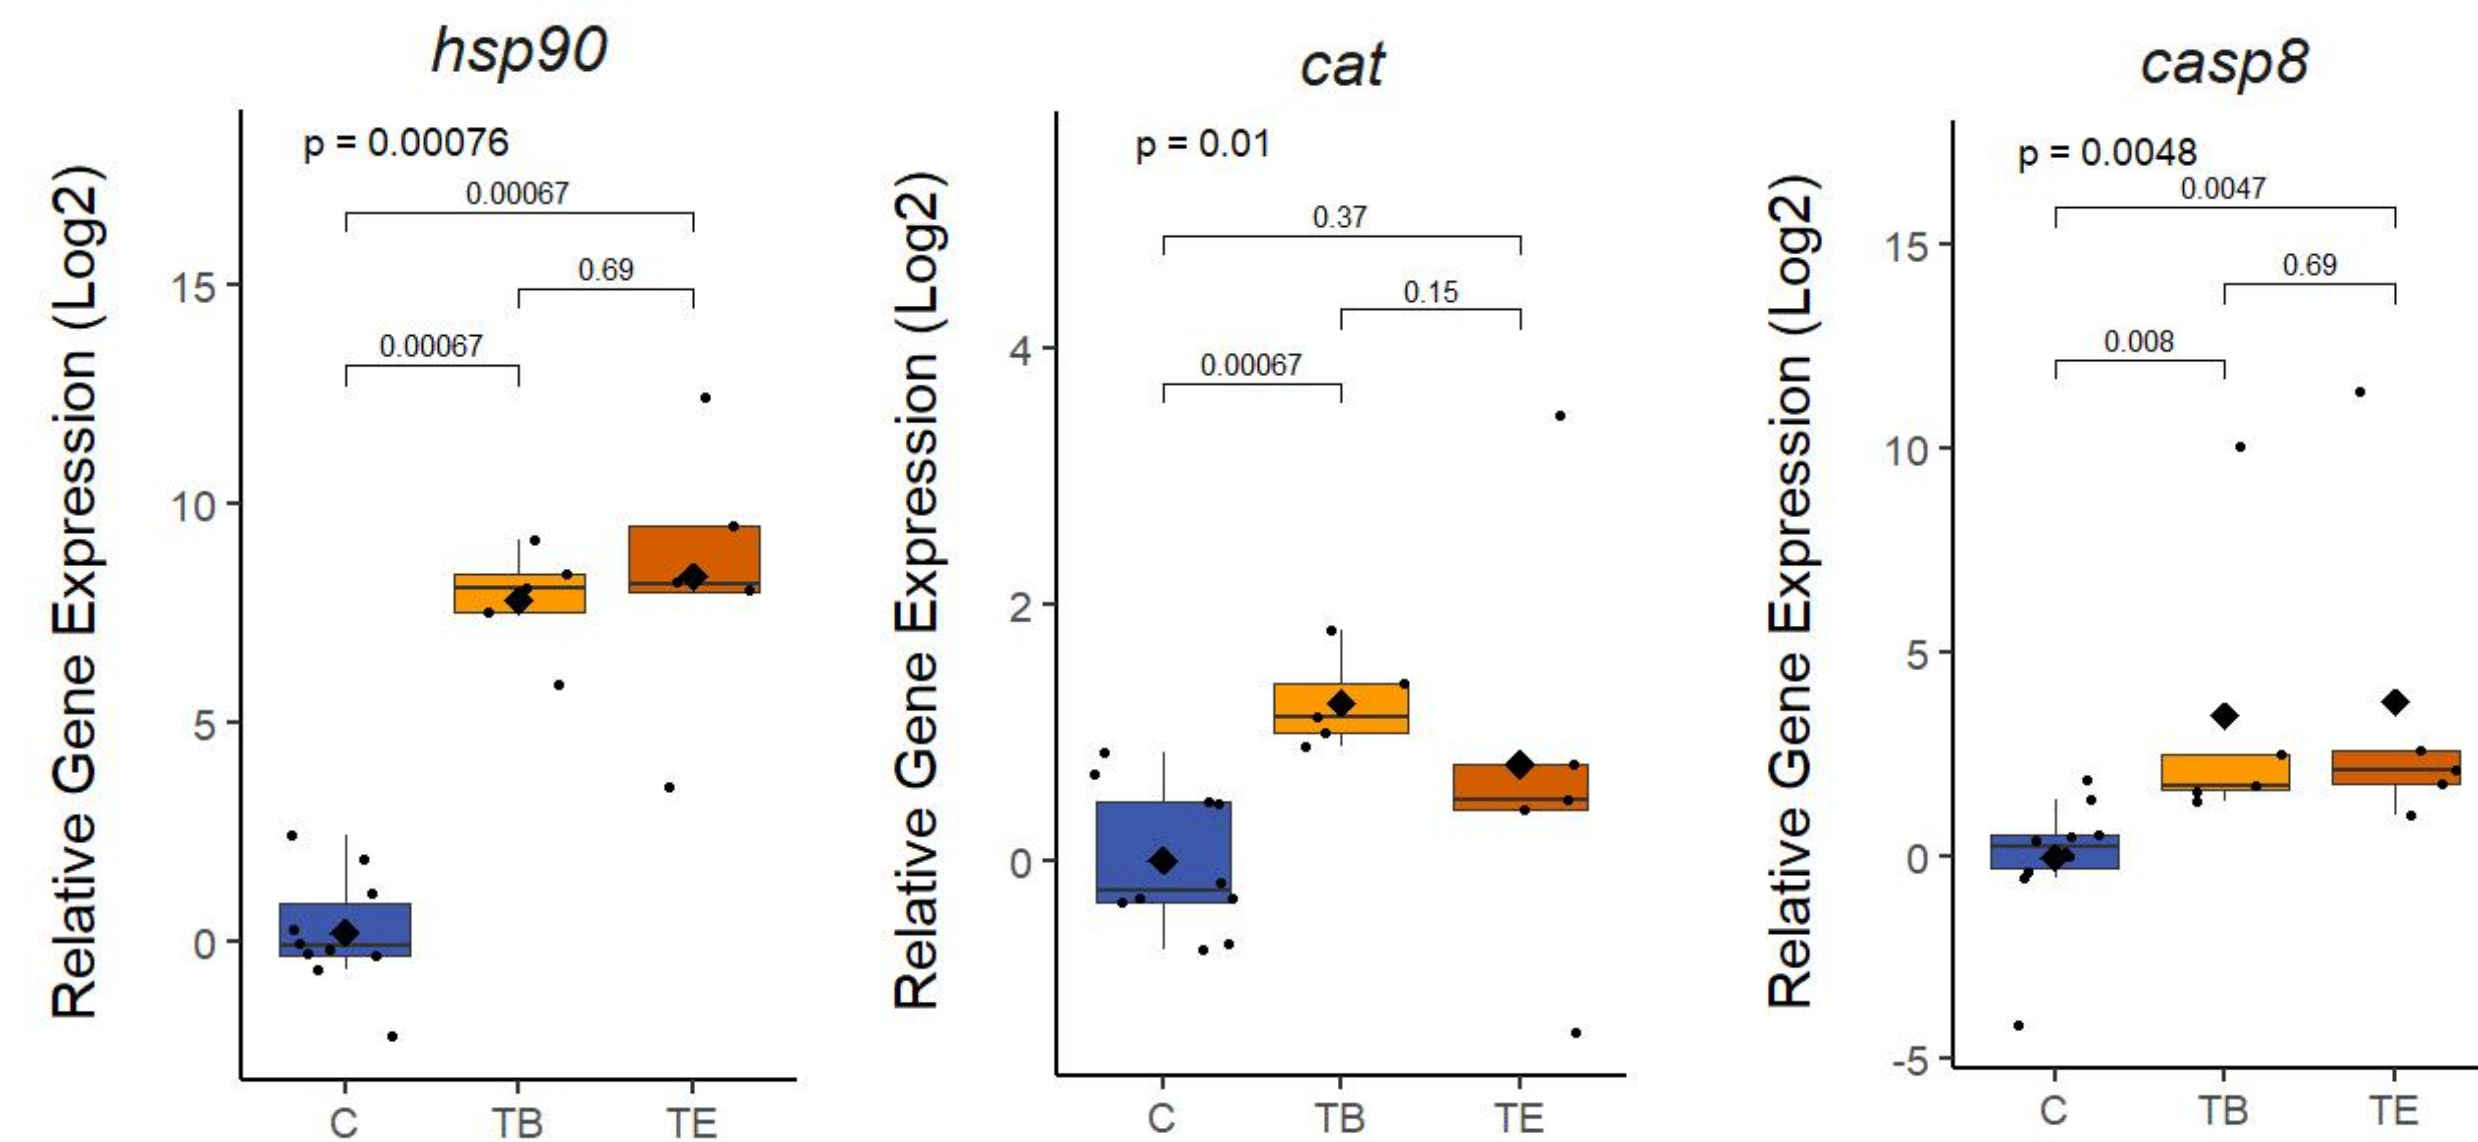 hsp90
Relative Gene Expression (Log2)
p = 0.00076
0.00067
0.69
0.00067
15
10
5
0
C TB TE
cat
Relative Gene Expression (Log2)
p = 0.01
0.37
0.15
0.00067
4
2
0
C TB TE
casp8
Relative Gene Expression (Log2)
p = 0.0048
0.0047
0.69
0.008
15
10
5
0
-5
C TB TE